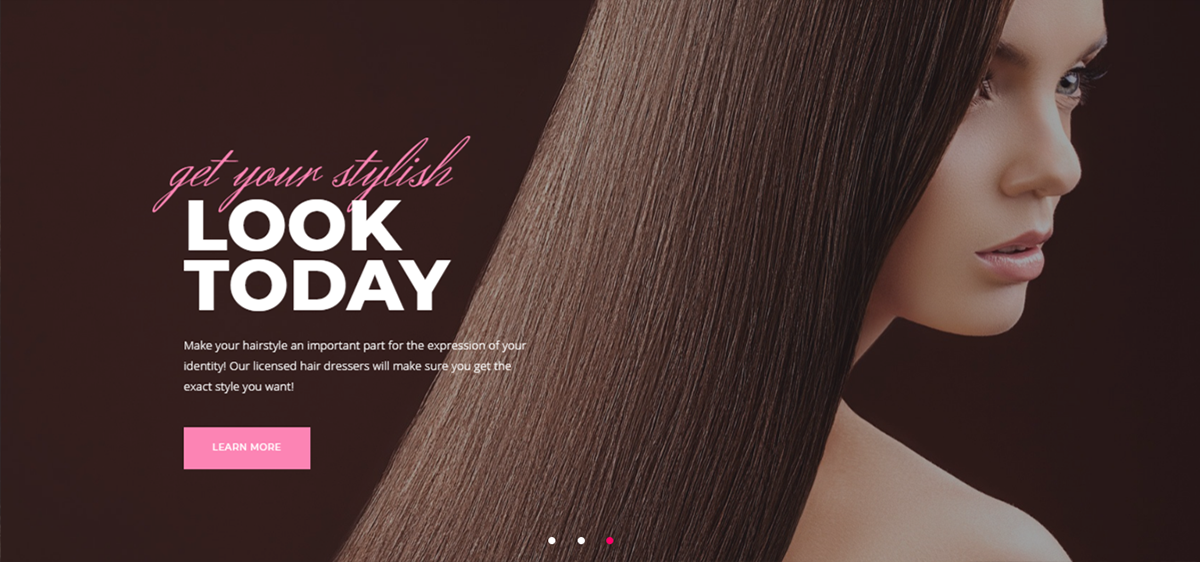 get your stylish
LOOK
TODAY
Make your hairstyle an important part for the expression of your
identity! Our licensed hair dressers will make sure you get the
exact style you want!
LEARN MORE